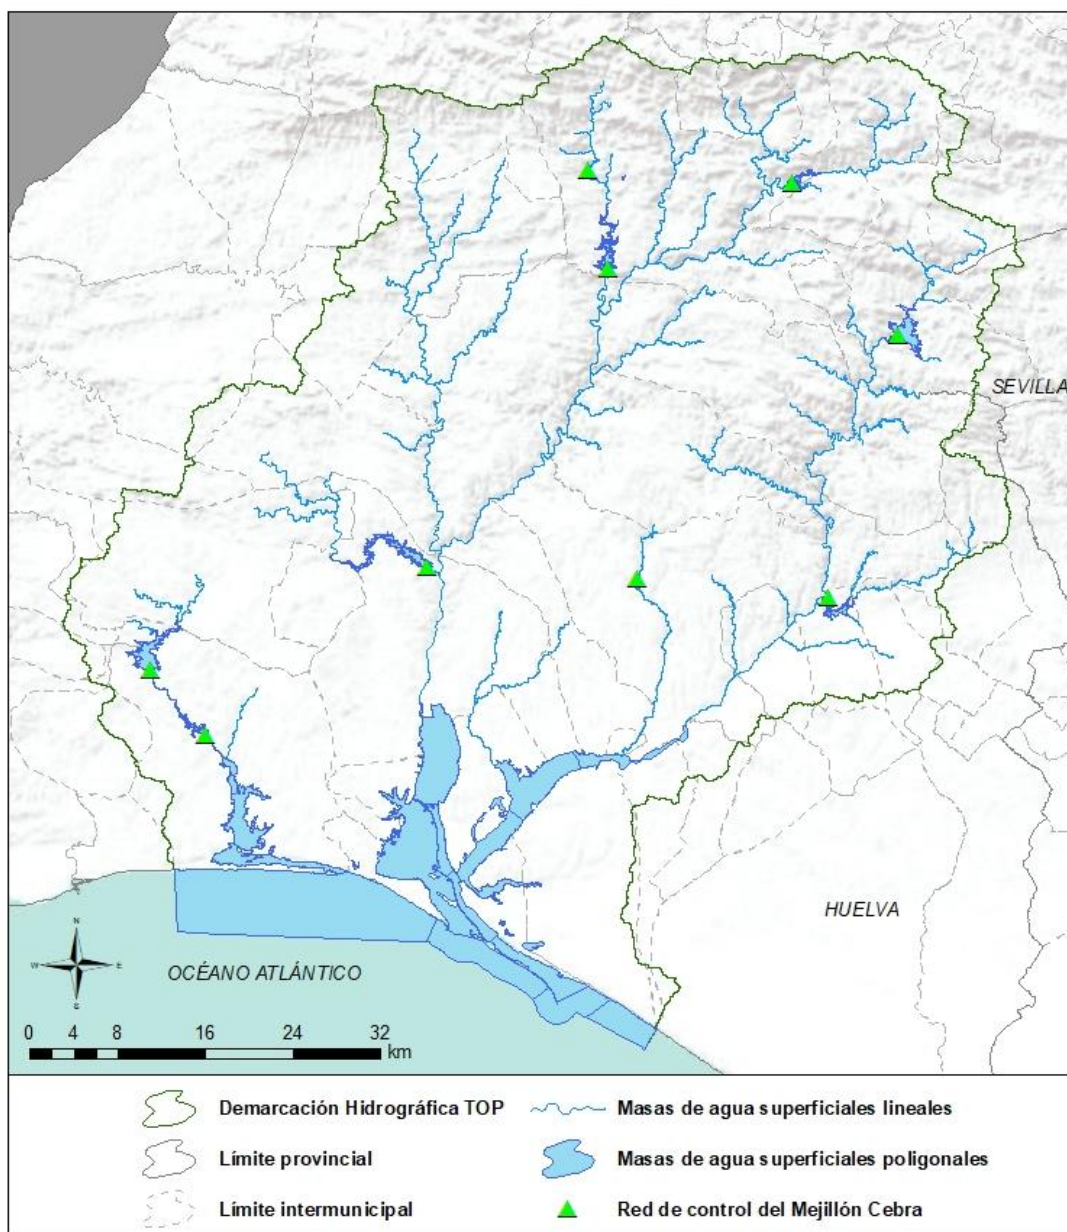 SEVILLA
HUELVA
N
W E
S
OCÉANO ATLÁNTICO
0 4 8 16 24 32
km
Demarcación Hidrográfica TOP
Masas de agua superficiales lineales
Límite provincial
Masas de agua superficiales poligonales
Límite intermunicipal
Red de control del Mejillón Cebra